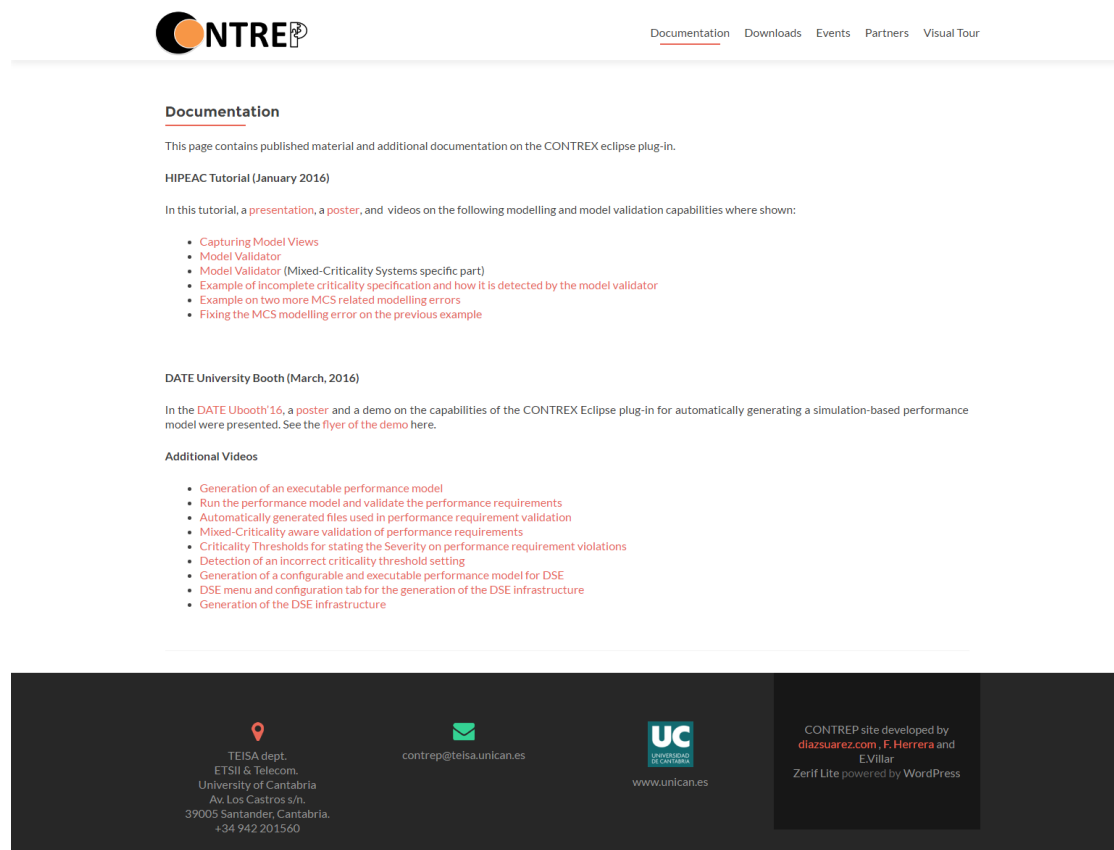 CONTREP
Documentation Downloads Events Partners Visual Tour
Documentation
This page contains published material and additional documentation on the CONTREX eclipse plug-in.
HIPEAC Tutorial (January 2016)
In this tutorial, a presentation, a poster, and videos on the following modelling and model validation capabilities where shown:
Capturing Model Views
Model Validator
Model Validator (Mixed-Criticality Systems specific part)
Example of incomplete criticality specification and how it is detected by the model validator
Example on two more MCS related modelling errors
Fixing the MCS modelling error on the previous example
DATE University Booth (March, 2016)
In the DATE Ubooth'16, a poster and a demo on the capabilities of the CONTREX Eclipse plug-in for automatically generating a simulation-based performance
model were presented. See the flyer of the demo here.
Additional Videos
Generation of an executable performance model
Run the performance model and validate the performance requirements
Automatically generated files used in performance requirement validation
Mixed-Criticality aware validation of performance requirements
Criticality Thresholds for stating the Severity on performance requirement violations
Detection of an incorrect criticality threshold setting
Generation of a configurable and executable performance model for DSE
DSE menu and configuration tab for the generation of the DSE infrastructure
Generation of the DSE infrastructure
TEISA dept.
ETSII & Telecom.
University of Cantabria
Av. Los Castros s/n.
39005 Santander, Cantabria.
+34 942 201560
contrep@teisa.unican.es
UC
UNIVERSIDAD
DE CANTABRIA
www.unican.es
CONTREP site developed by
diazsuarez.com , F. Herrera and
E.Villar
Zerif Lite powered by WordPress